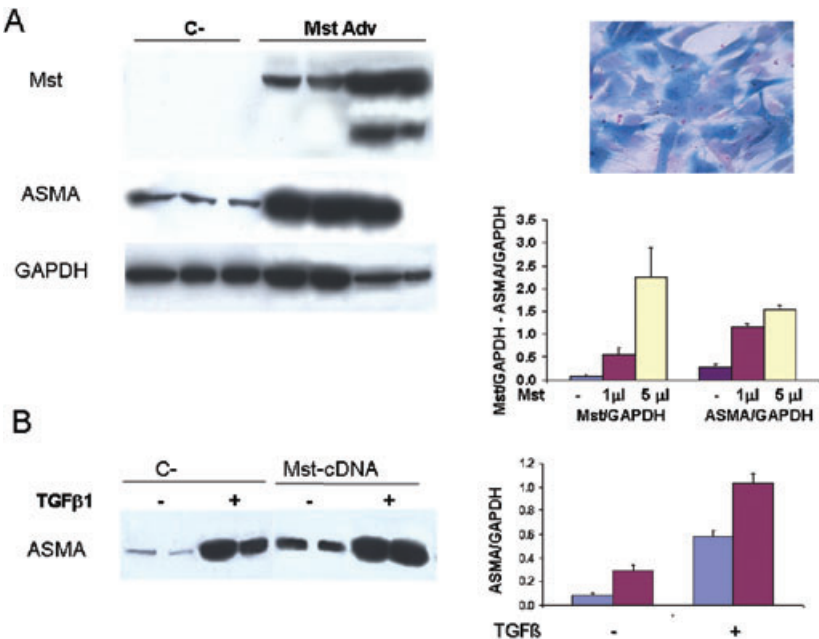 A
C- Mst Adv
Mst
ASMA
GAPDH
Mst/GAPDH - ASMA/GAPDH
3.5
3.0
2.5
2.0
1.5
1.0
0.5
0.0
Mst - 1µl 5 µl - 1µl 5 µl
Mst/GAPDH ASMA/GAPDH
B
C- Mst-cDNA
TGFβ1 - + - +
ASMA
ASMA/GAPDH
1.2
1.0
0.8
0.6
0.4
0.2
0.0
TGFß - +